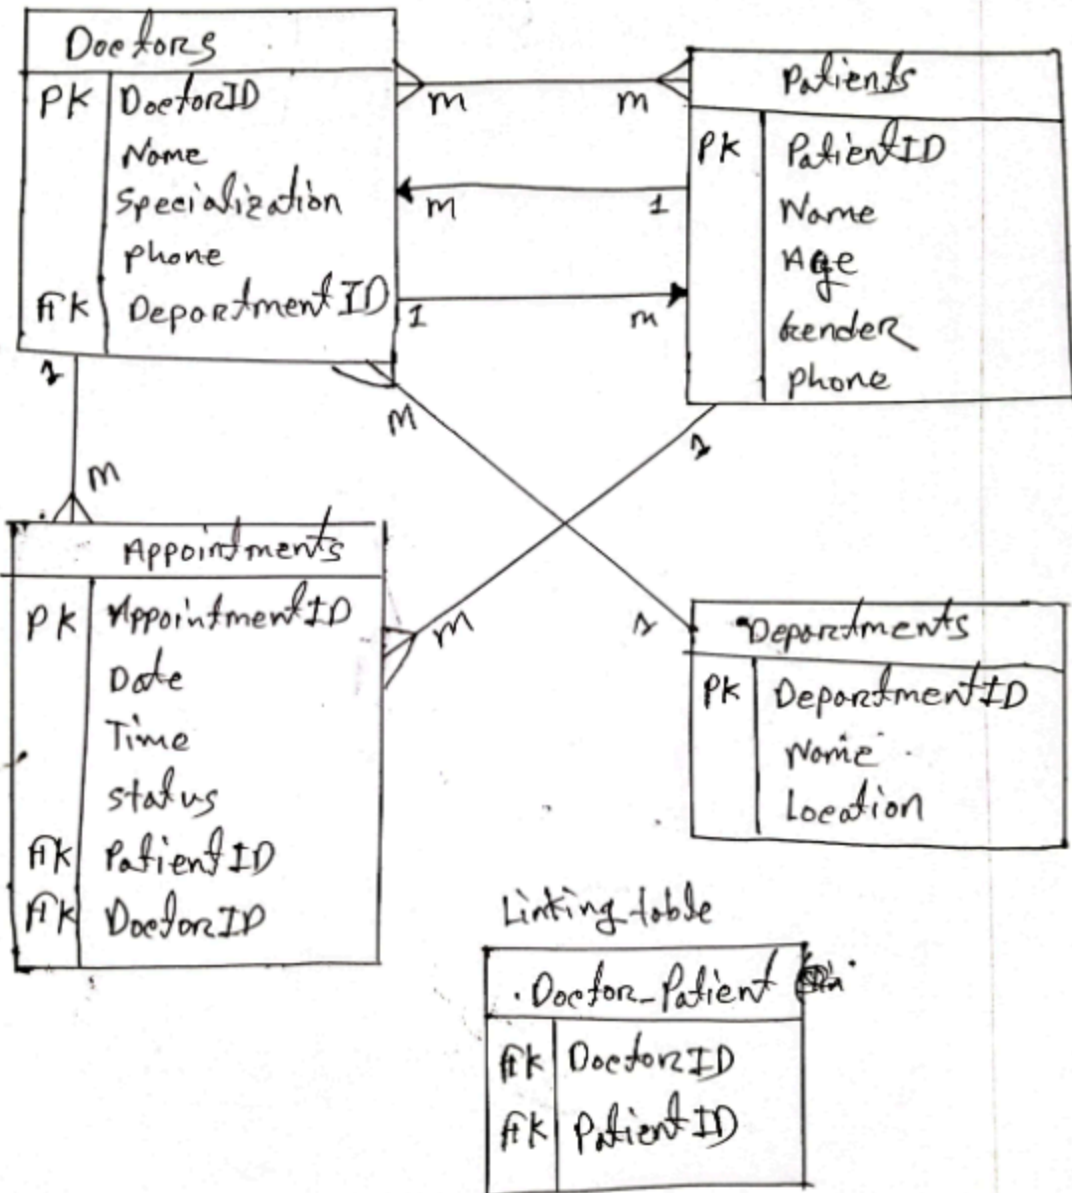 Doctors
PK DoctorID
Name
Specialization
phone
FK DepartmentID
m m
m 1
1 m
Patients
PK PatientID
Name
Age
Gender
phone
1
m
M
1
1
m
Appointments
PK AppointmentID
Date
Time
status
FK PatientID
FK DoctorID
Departments
PK DepartmentID
Name
Location
Linking table
Doctor_Patient
FK DoctorID
FK PatientID